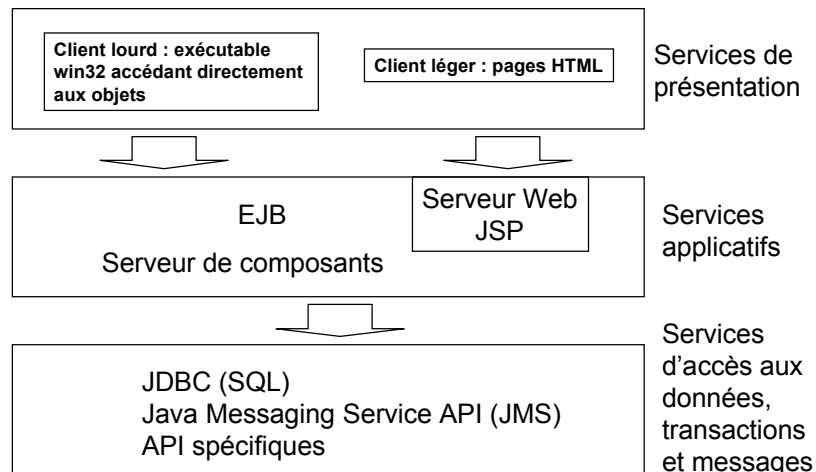 Client lourd : exécutable
win32 accédant directement
aux objets
Client léger : pages HTML
Services de
présentation
EJB
Serveur de composants
Serveur Web
JSP
Services
applicatifs
JDBC (SQL)
Java Messaging Service API (JMS)
API spécifiques
Services
d'accès aux
données,
transactions
et messages